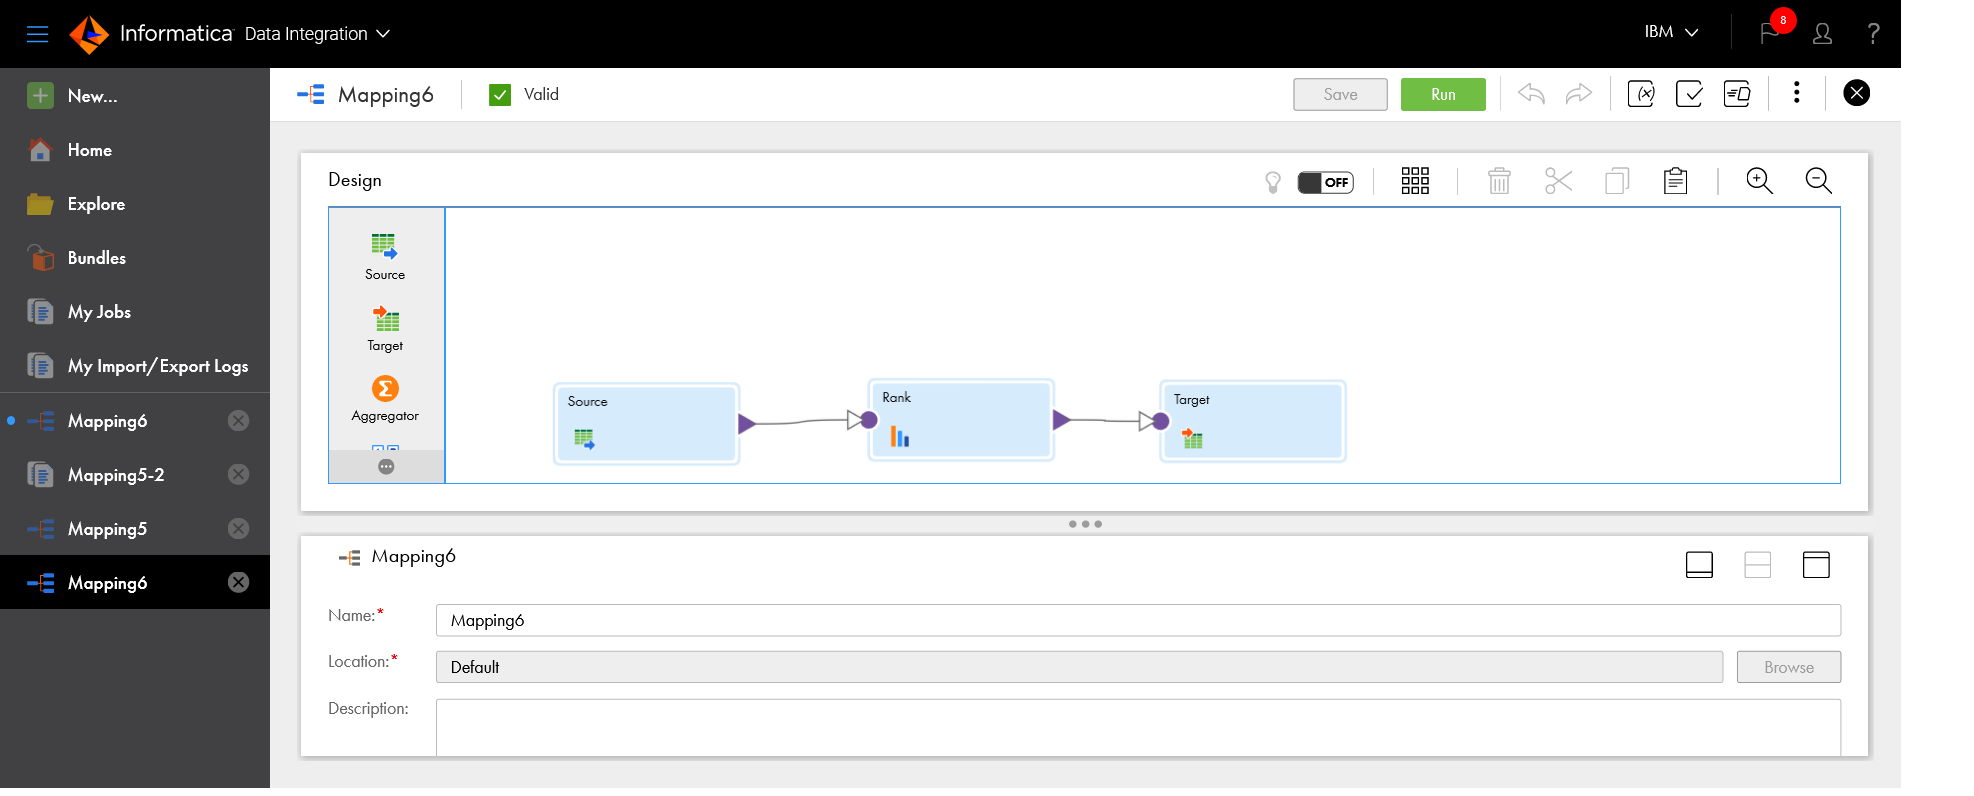 Informatica Data Integration
IBM
8
?
New...
Home
Explore
Bundles
My Jobs
My Import/Export Logs
Mapping6
Mapping5-2
Mapping5
Mapping6
Mapping6
Valid
Save
Run
Design
OFF
Source
Target
Aggregator
Source
Rank
Target
Mapping6
Name:*
Mapping6
Location:*
Default
Browse
Description: